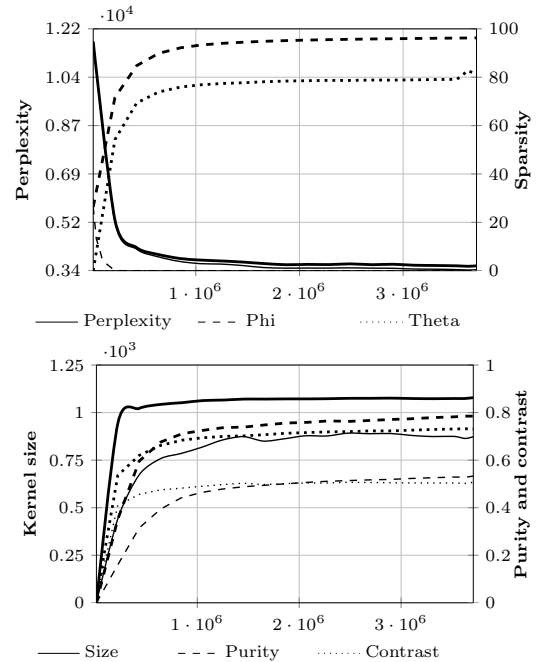 ·10⁴
1.22 100
1.04 80
0.87 60
0.69 40
0.52 20
0.34 0
Perplexity
Sparsity
1 · 10⁶ 2 · 10⁶ 3 · 10⁶
Perplexity Phi Theta
·10³
1.25 1
1 0.8
0.75 0.6
0.5 0.4
0.25 0.2
0 0
Kernel size
Purity and contrast
1 · 10⁶ 2 · 10⁶ 3 · 10⁶
Size Purity Contrast